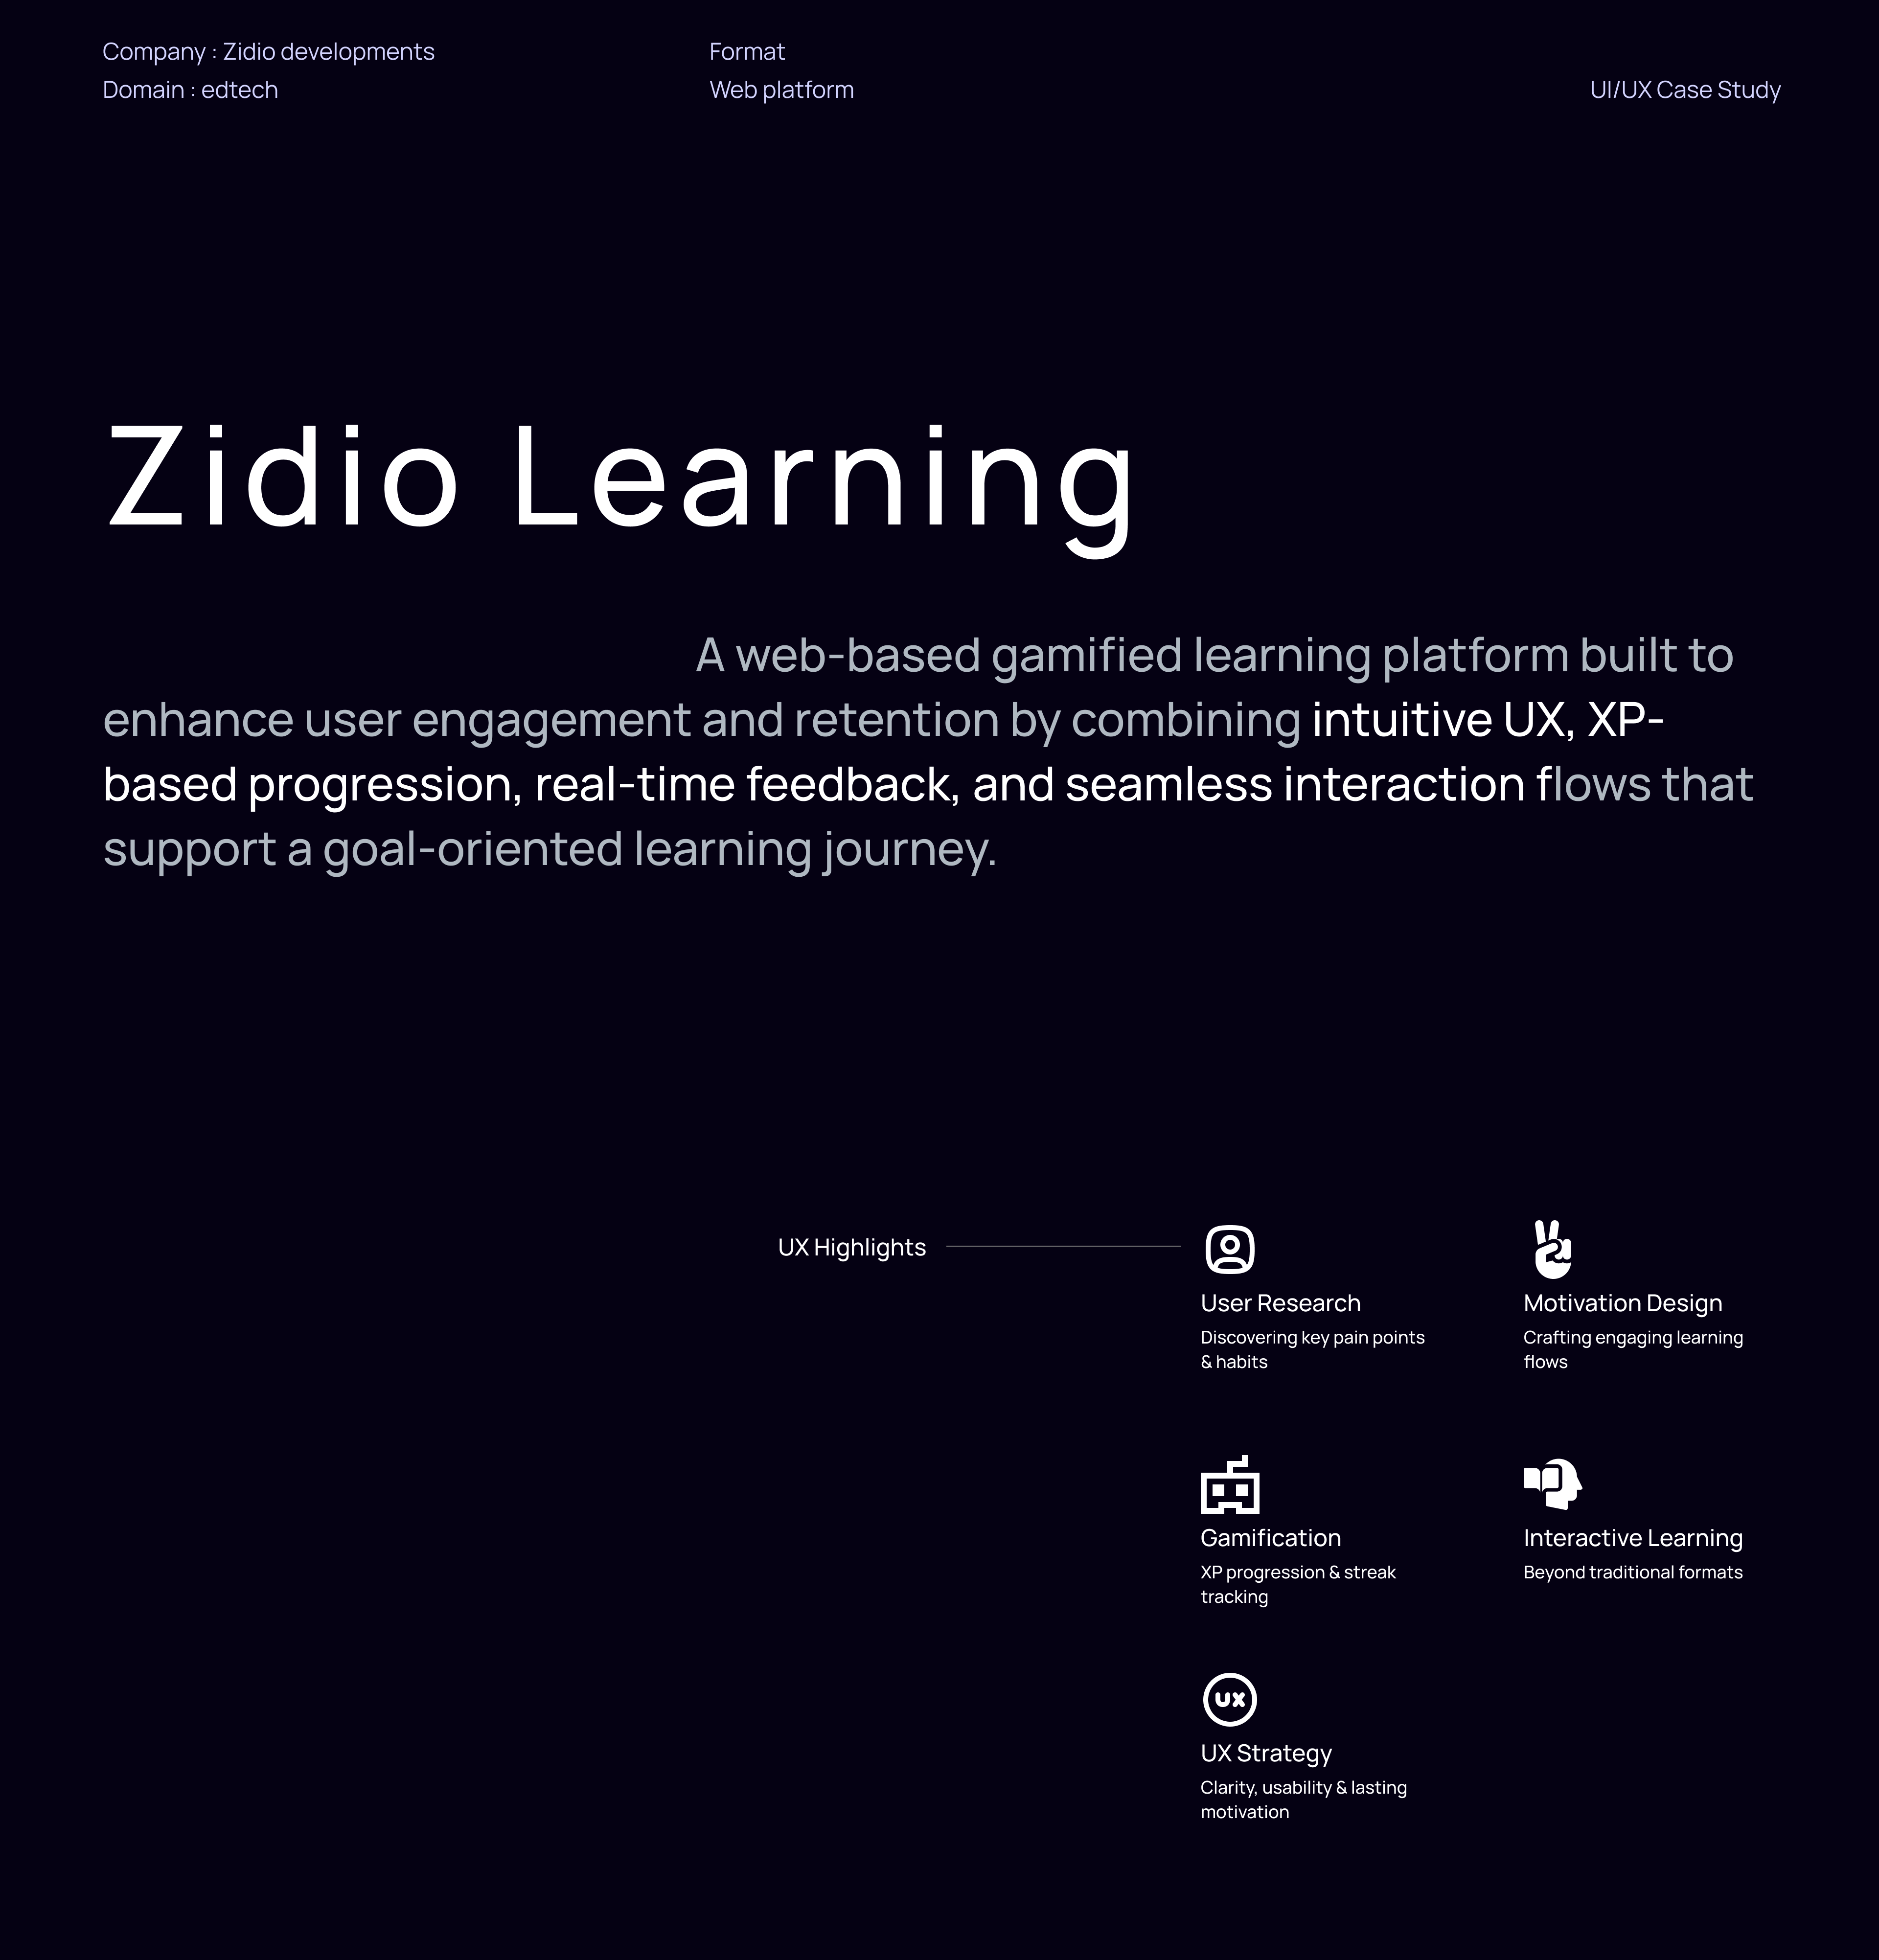 Company : Zidio developments
Domain : edtech
Format
Web platform
UI/UX Case Study
Zidio Learning
A web-based gamified learning platform built to
enhance user engagement and retention by combining intuitive UX, XP-
based progression, real-time feedback, and seamless interaction flows that
support a goal-oriented learning journey.
UX Highlights
User Research
Discovering key pain points
& habits
Motivation Design
Crafting engaging learning
flows
Gamification
XP progression & streak
tracking
Interactive Learning
Beyond traditional formats
UX
UX Strategy
Clarity, usability & lasting
motivation